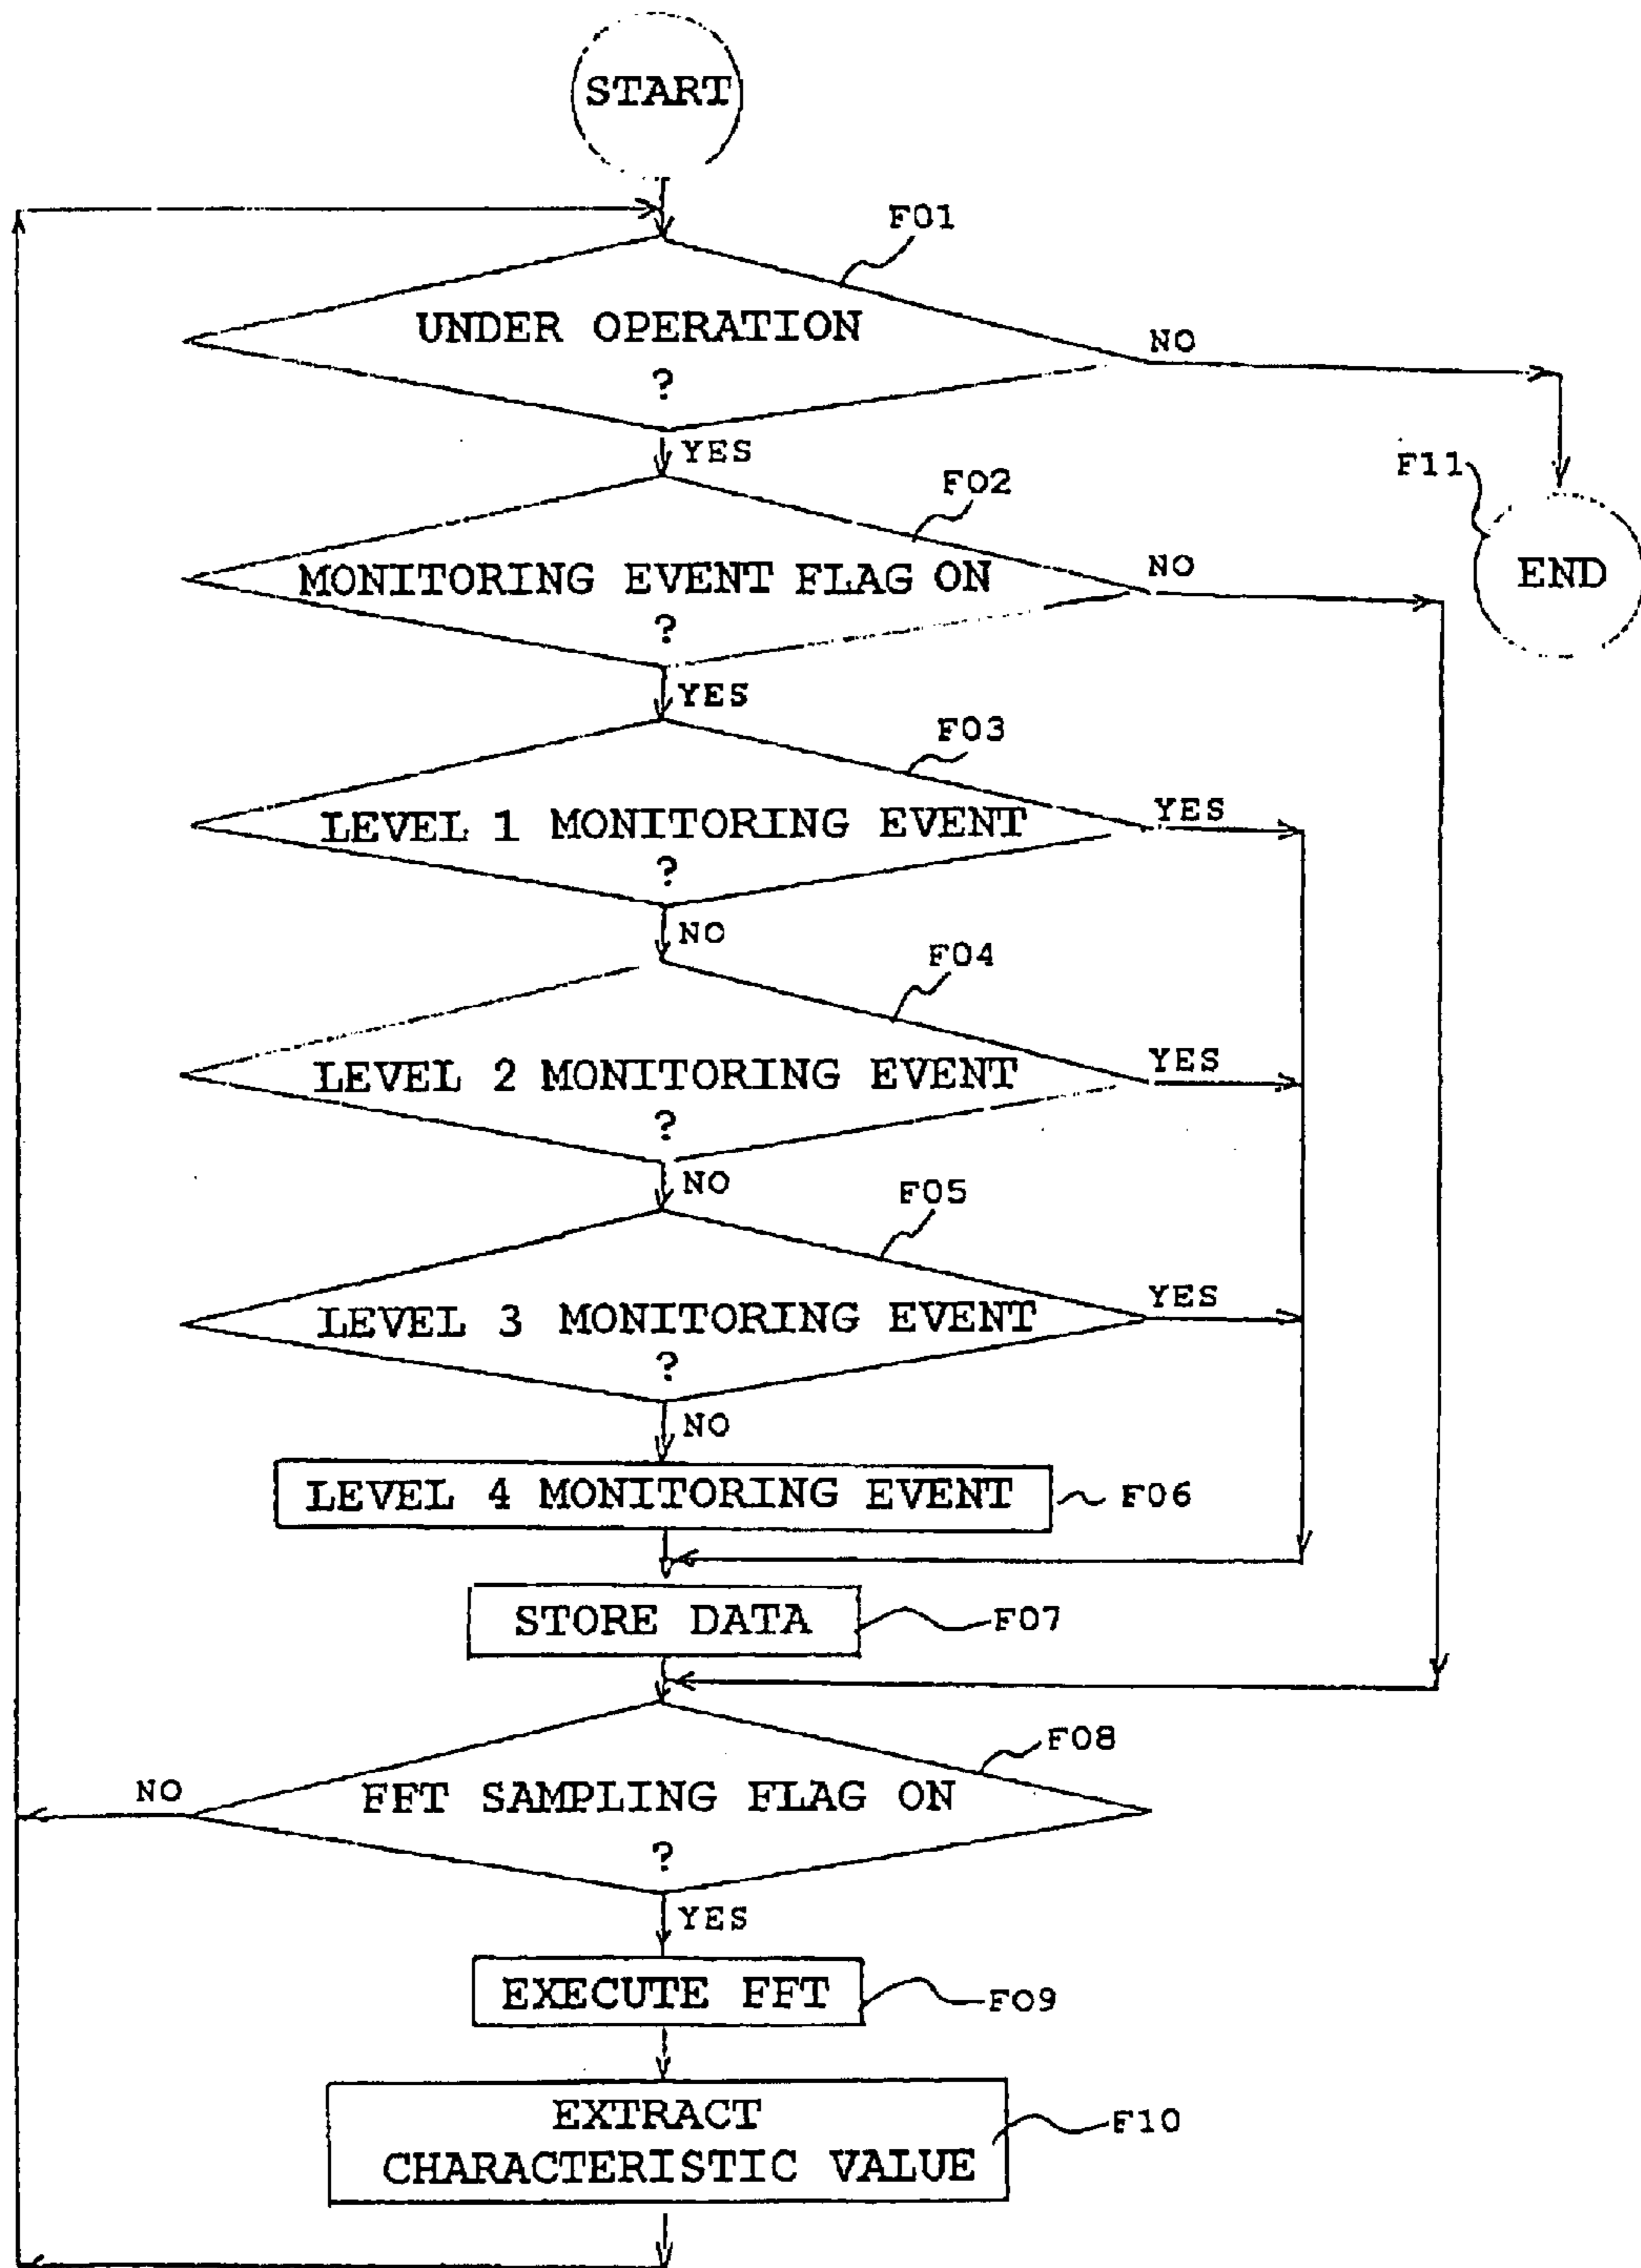 START
F01
UNDER OPERATION
?
NO
YES
F11
END
F02
MONITORING EVENT FLAG ON
?
NO
YES
F03
LEVEL 1 MONITORING EVENT
?
YES
NO
F04
LEVEL 2 MONITORING EVENT
?
YES
NO
F05
LEVEL 3 MONITORING EVENT
?
YES
NO
LEVEL 4 MONITORING EVENT
F06
STORE DATA
F07
F08
FFT SAMPLING FLAG ON
?
NO
YES
EXECUTE FFT
F09
EXTRACT
CHARACTERISTIC VALUE
F10